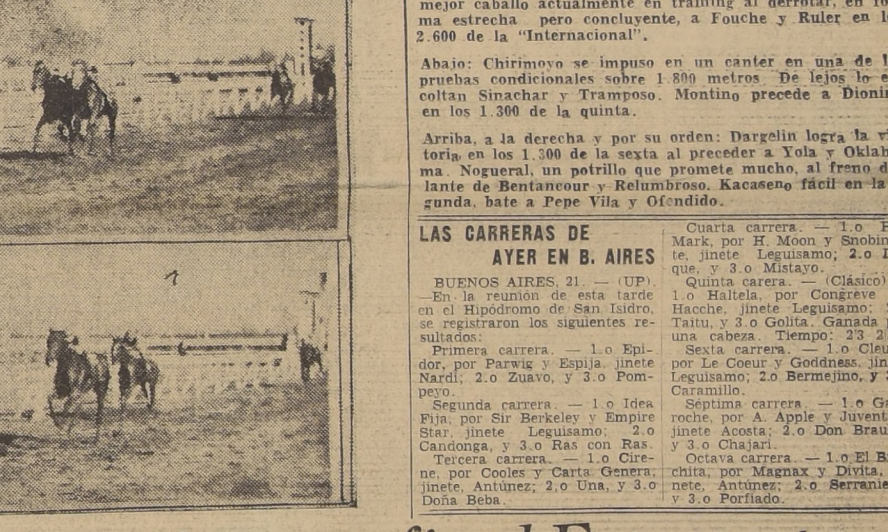 mejor caballo actualmente en training al derrotar, en
ma estrecha pero concluyente, a Fouche y Ruler en
2.600 de la "Internacional".
Abajo: Chirimoyo se impuso en un canter en una de
pruebas condicionales sobre 1.800 metros De lejos lo
coltan Sinachar y Tramposo. Montino precede a
en los 1.300 de la quinta.
Arriba, a la derecha y por su orden: Dargelin logra la
toria en los 1.300 de la sexta al preceder a Yola y
ma. Nogueral, un potrillo que promete mucho, al freno
lante de Bentancour y Relumbroso. Kacaseno fácil en la
gunda, bate a Pepe Vila y Ofendido.
LAS CARRERAS DE
AYER EN B. AIRES
BUENOS AIRES, 21. — (UP).
—En la reunión de esta tarde
en el Hipódromo de San Isidro,
se registraron los siguientes re-
sultados:
Primera carrera. — 1.o Epi-
dor, por Parwig y Espija, jinete
Nardi; 2.o Zuavo, y 3.o Pom-
peyo.
Segunda carrera. — 1.o Idea
Fija, por Sir Berkeley y Empire
Star, jinete Leguisamo; 2.o
Candonga, y 3.o Ras con Ras.
Tercera carrera. — 1.o Cire-
ne, por Cooles y Carta Genera,
jinete, Antúnez; 2.o Una, y 3.o
Doña Beba.
Cuarta carrera. — 1.o
Mark, por H. Moon y
te, jinete Leguisamo; 2.o
que, y 3.o Mistayo.
Quinta carera. — (Clásico)
1.o Haltela, por Congreve
Hacche, jinete Leguisamo;
Taitu, y 3.o Golita. Ganada
una cabeza. Tiempo: 2'3
Sexta carrera. — 1.o
por Le Coeur y Goddness,
Leguisamo; 2.o Bermejino, y
Caramillo.
Séptima carrera. — 1.o
roche, por A. Apple y
jinete Acosta; 2.o Don
y 3.o Chajarí.
Octava carrera. — 1.o El
chita, por Magnax y Divita,
nete, Antúnez; 2.o
y 3.o Porfiado.